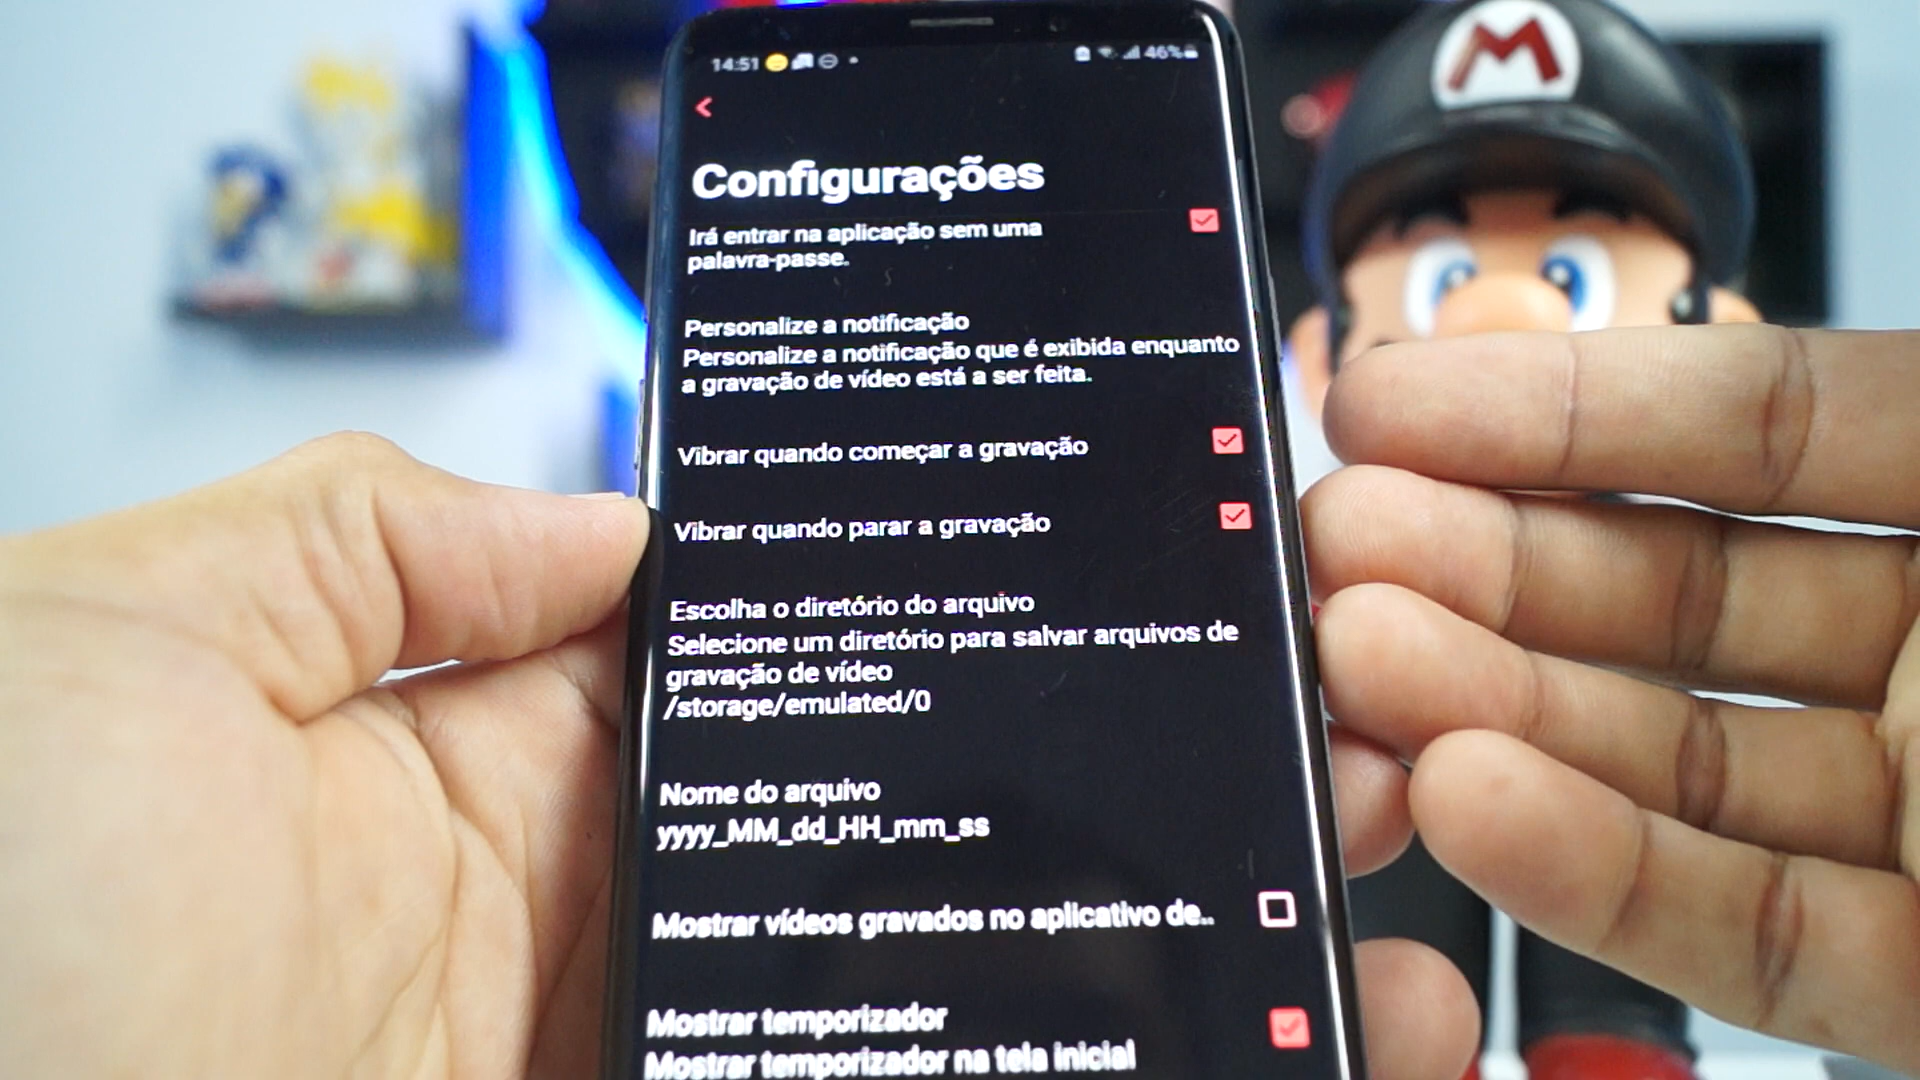 14:51
46%
Configurações
Irá entrar na aplicação sem uma
palavra-passe.
Personalize a notificação
Personalize a notificação que é exibida enquanto
a gravação de vídeo está a ser feita.
Vibrar quando começar a gravação
Vibrar quando parar a gravação
Escolha o diretório do arquivo
Selecione um diretório para salvar arquivos de
gravação de vídeo
/storage/emulated/0
Nome do arquivo
yyyy_MM_dd_HH_mm_ss
Mostrar vídeos gravados no aplicativo de..
Mostrar temporizador
Mostrar temporizador na tela inicial
M